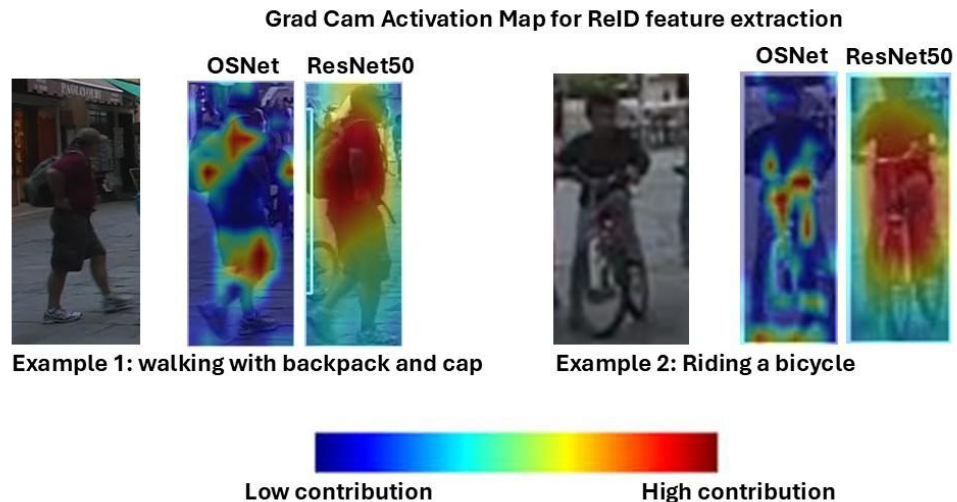 Grad Cam Activation Map for ReID feature extraction
OSNet ResNet50
OSNet ResNet50
Example 1: walking with backpack and cap
Example 2: Riding a bicycle
Low contribution
High contribution